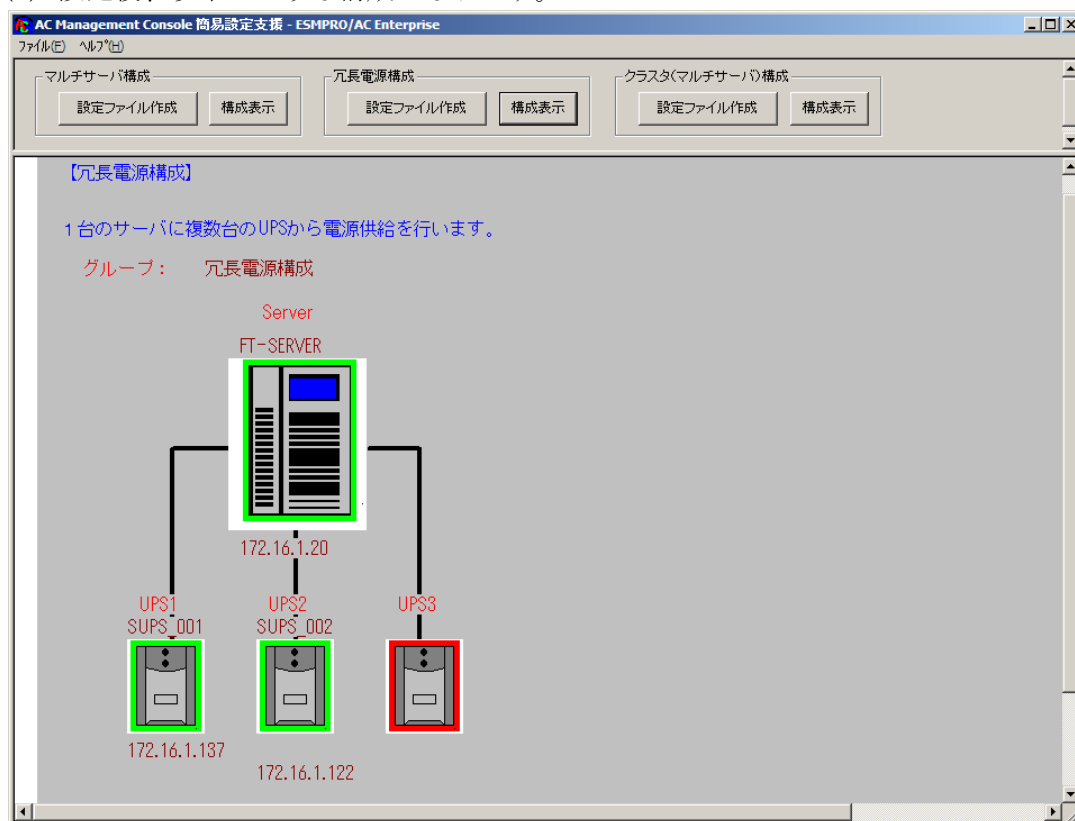 AC Management Console 簡易設定支援 - ESMPRO/AC Enterprise
ファイル(F) ヘルプ(H)
マルチサーバ構成 冗長電源構成 クラスタ(マルチサーバ)構成
設定ファイル作成 構成表示 設定ファイル作成 構成表示 設定ファイル作成 構成表示
【冗長電源構成】
1台のサーバに複数台のUPSから電源供給を行います。
グループ： 冗長電源構成
Server
FT-SERVER
172.16.1.20
UPS1 UPS2 UPS3
SUPS_001 SUPS_002
172.16.1.137
172.16.1.122